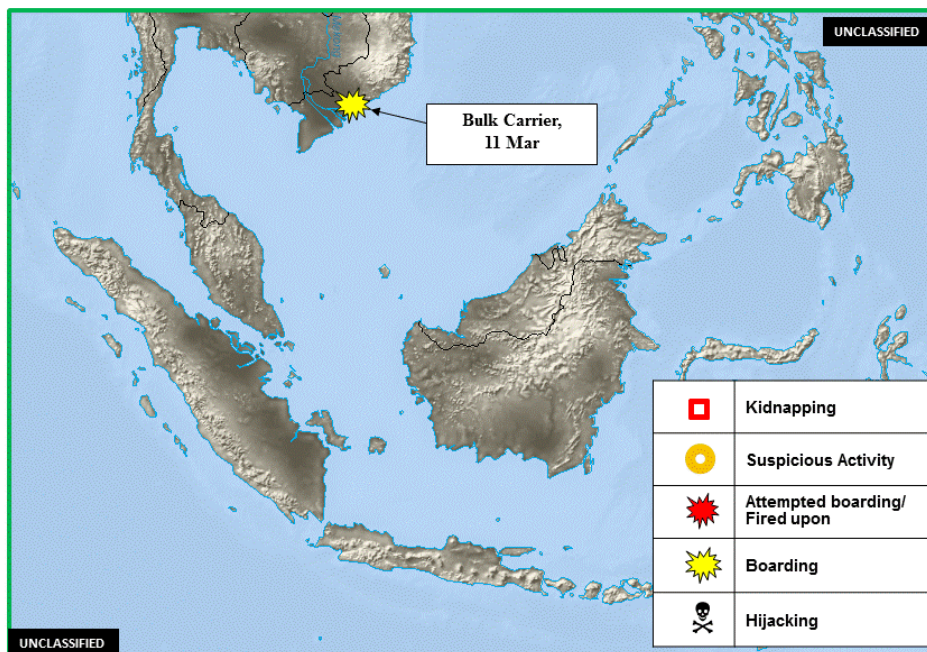 UNCLASSIFIED
Bulk Carrier,
11 Mar
Kidnapping
Suspicious Activity
Attempted boarding/
Fired upon
Boarding
Hijacking
UNCLASSIFIED